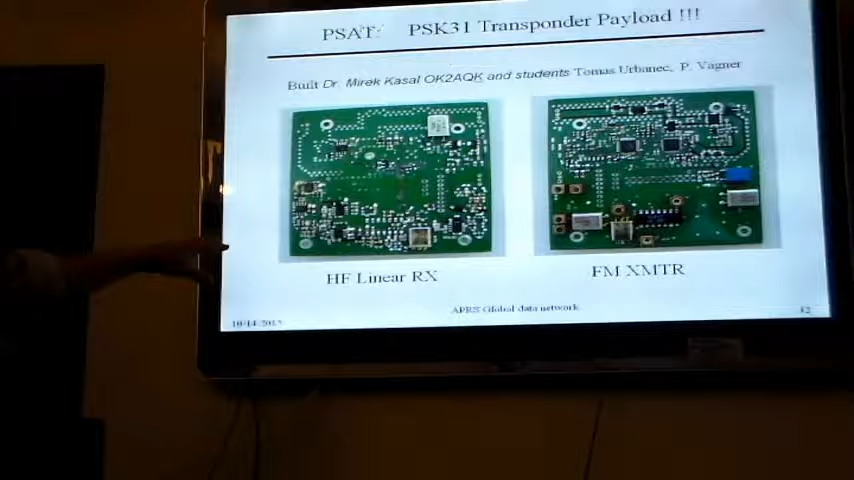 PSAT: PSK31 Transponder Payload !!!
Built Dr. Mirek Kasal OK2AQK and students Tomas Urbanec, P. Vagner
HF Linear RX
FM XMTR
APRS Global data network